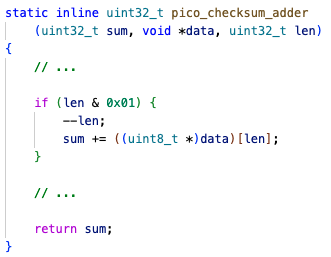 static inline uint32_t pico_checksum_adder
    (uint32_t sum, void *data, uint32_t len)
{
    // ...

    if (len & 0x01) {
        --len;
        sum += ((uint8_t *)data)[len];
    }

    // ...

    return sum;
}